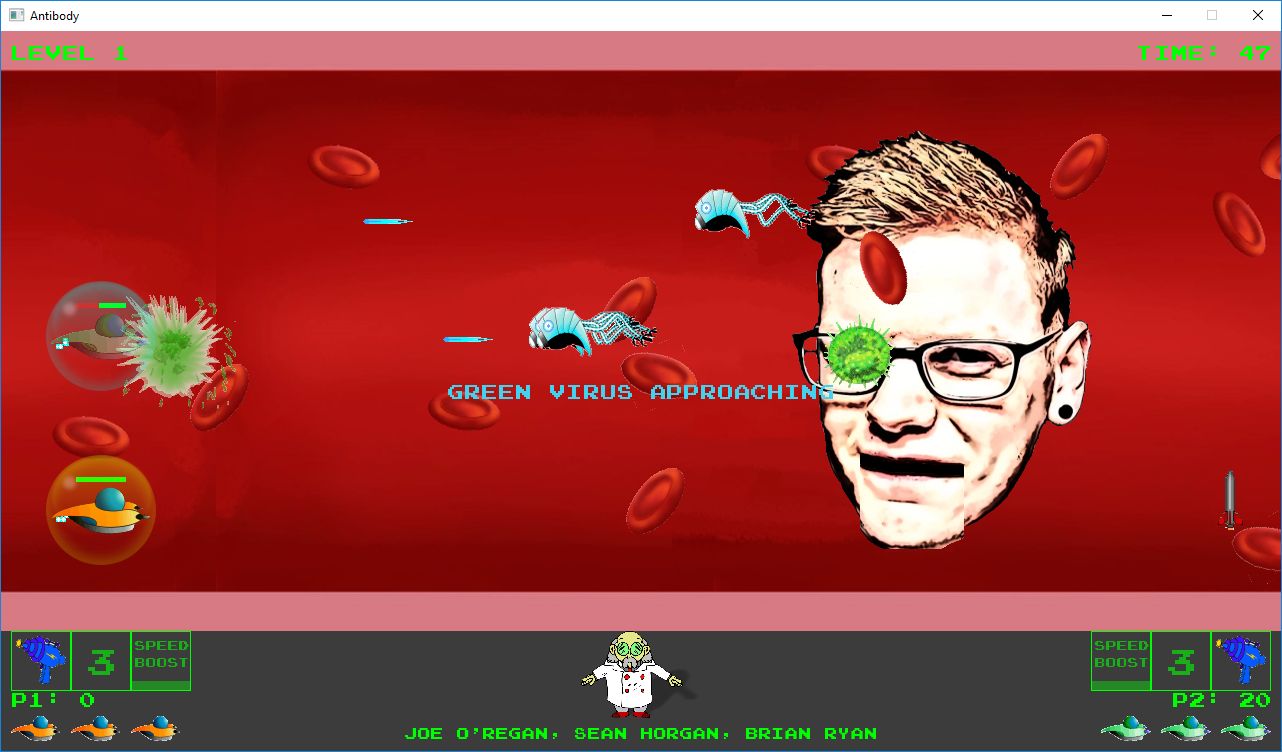 Antibody
LEVEL 1
TIME: 47
GREEN VIRUS APPROACHING
3
SPEED
BOOST
P1: 0
SPEED
BOOST
3
P2: 20
JOE O'REGAN, SEAN HORGAN, BRIAN RYAN